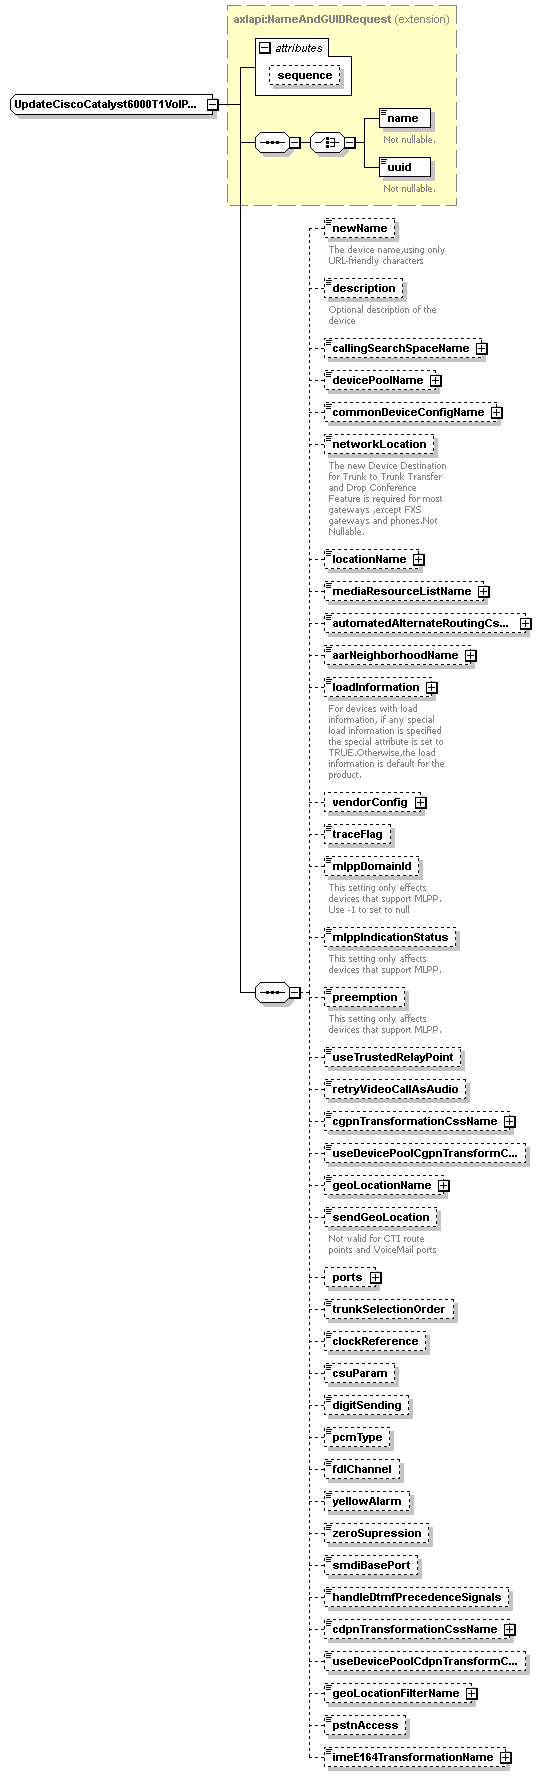 axlapi:NameAndGUIDRequest (extension)
attributes
sequence
UpdateCiscoCatalyst6000T1VoIP...
name
Not nullable.
uuid
Not nullable.
newName
The device name,using only
URL-friendly characters
description
Optional description of the
device
callingSearchSpaceName
devicePoolName
commonDeviceConfigName
networkLocation
The new Device Destination
for Trunk to Trunk Transfer
and Drop Conference
Feature is required for most
gateways ,except FXS
gateways and phones.Not
Nullable.
locationName
mediaResourceListName
automatedAlternateRoutingCs...
aarNeighborhoodName
loadInformation
For devices with load
information, if any special
load information is specified
the special attribute is set to
TRUE.Otherwise,the load
information is default for the
product.
vendorConfig
traceFlag
mlppDomainId
This setting only effects
devices that support MLPP.
Use -1 to set to null
mlppIndicationStatus
This setting only affects
devices that support MLPP.
preemption
This setting only affects
devices that support MLPP.
useTrustedRelayPoint
retryVideoCallAsAudio
cgpnTransformationCssName
useDevicePoolCgpnTransformC...
geoLocationName
sendGeoLocation
Not valid for CTI route
points and VoiceMail ports
ports
trunkSelectionOrder
clockReference
csuParam
digitSending
pcmType
fdlChannel
yellowAlarm
zeroSupression
smdiBasePort
handleDtmfPrecedenceSignals
cdpnTransformationCssName
useDevicePoolCdpnTransformC...
geoLocationFilterName
pstnAccess
imeE164TransformationName